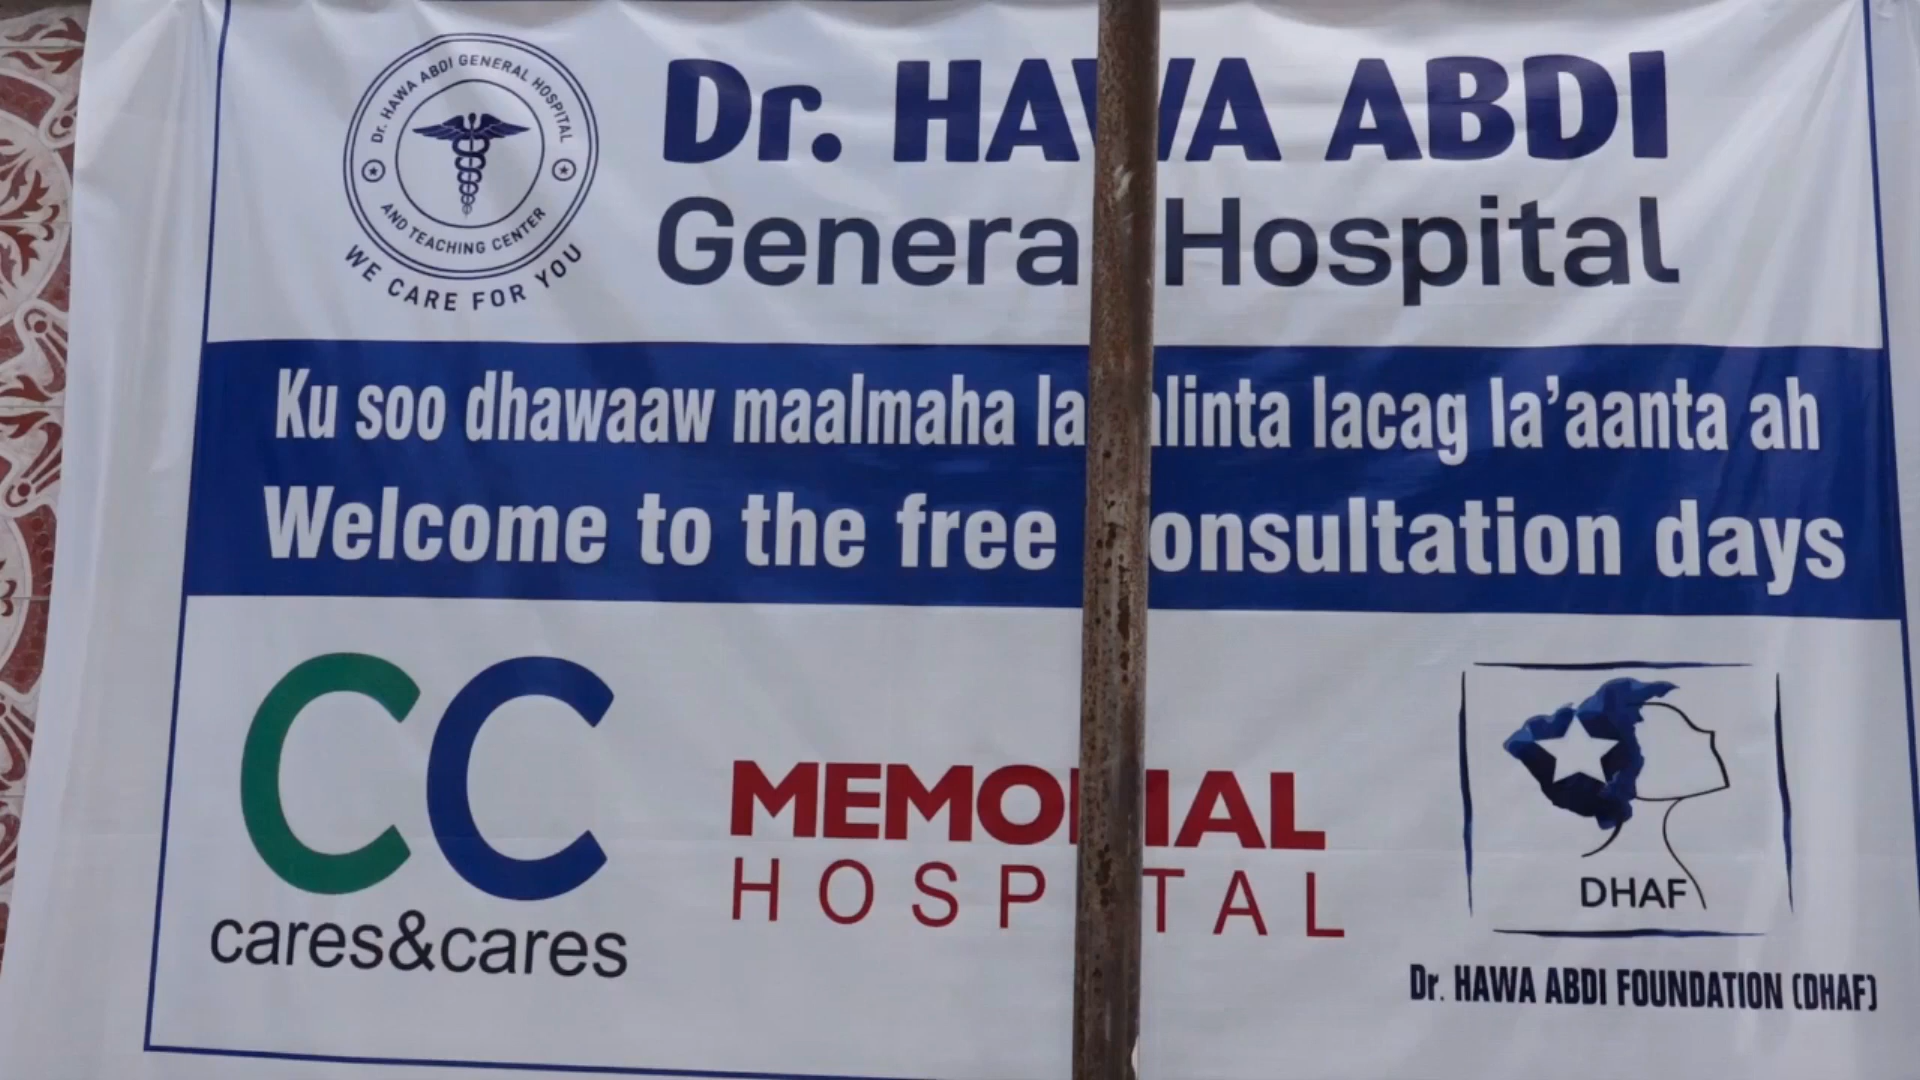 Dr. HAWA ABDI GENERAL HOSPITAL
AND TEACHING CENTER
WE CARE FOR YOU
Dr. HAWA ABDI
General Hospital
Ku soo dhawaaw maalmaha lacag la'aanta ah
Welcome to the free consultation days
CC
cares&cares
MEMORIAL
HOSPITAL
DHAF
Dr. HAWA ABDI FOUNDATION (DHAF)